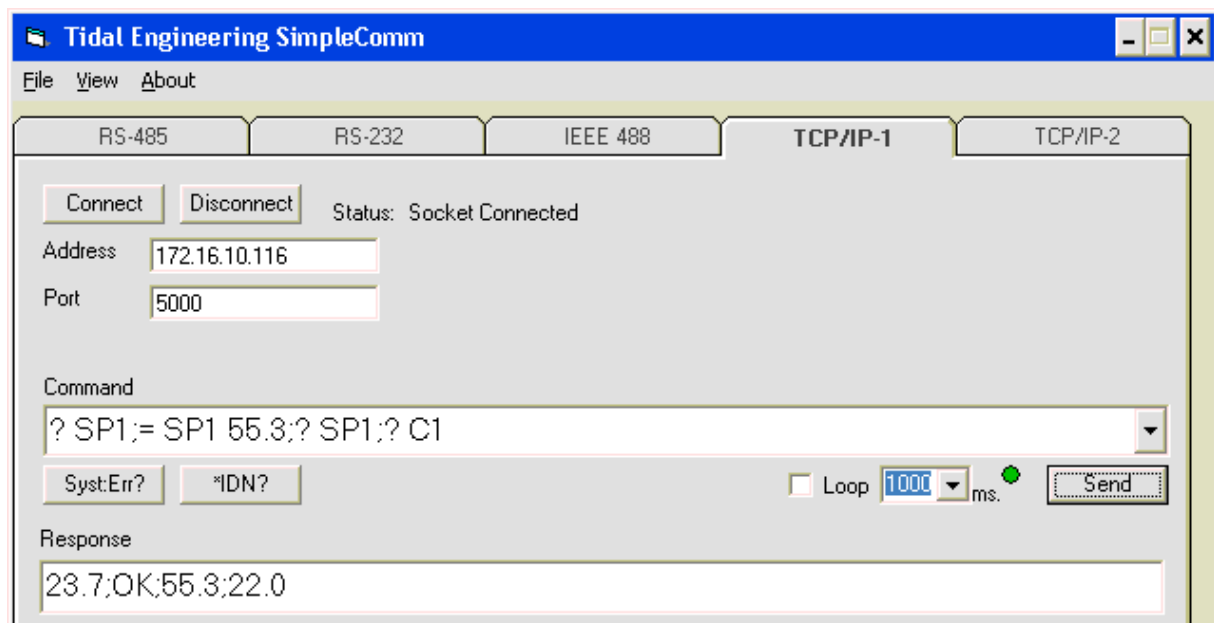 Tidal Engineering SimpleComm
File View About
RS-485 RS-232 IEEE 488 TCP/IP-1 TCP/IP-2
Connect Disconnect Status: Socket Connected
Address 172.16.10.116
Port 5000
Command
? SP1;= SP1 55.3;? SP1;? C1
Syst:Err? *IDN? Loop 1000 ms. Send
Response
23.7;OK;55.3;22.0